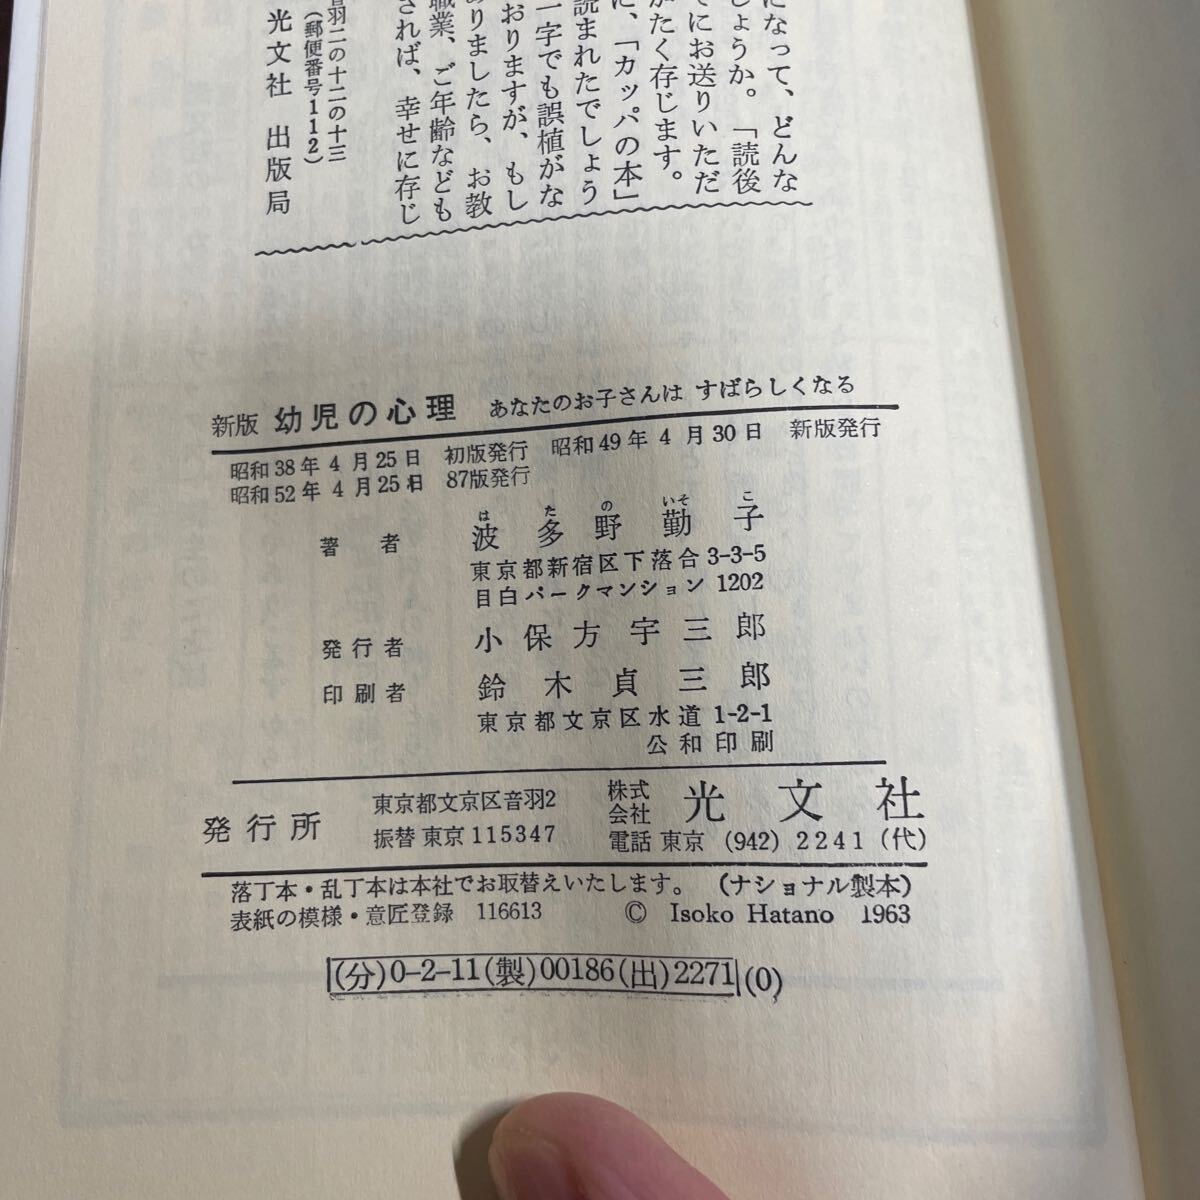 になって、どんな
しょうか。「読後
てにお送りいただ
がたく存じます。
に、「カッパの本」
読まれたでしょう
一字でも誤植がな
おりますが、もし
ありましたら、お教
職業、ご年齢なども
されば、幸せに存じ
音羽二の十二の十三
(郵便番号112)
光文社 出版局
新版 幼児の心理 あなたのお子さんは すばらしくなる
昭和38年4月25日 初版発行 昭和49年4月30日 新版発行
昭和52年4月25日 87版発行
はたのいそこ
著者 波多野勤子
東京都新宿区下落合3-3-5
目白パークマンション1202
発行者 小保方宇三郎
印刷者 鈴木貞三郎
東京都文京区水道1-2-1
公和印刷
発行所 東京都文京区音羽2 株式会社 光文社
振替 東京 115347 電話 東京 (942) 2241 (代)
落丁本・乱丁本は本社でお取替えいたします。 (ナショナル製本)
表紙の模様・意匠登録 116613 © Isoko Hatano 1963
(分)0-2-11(製)00186(出)2271(0)